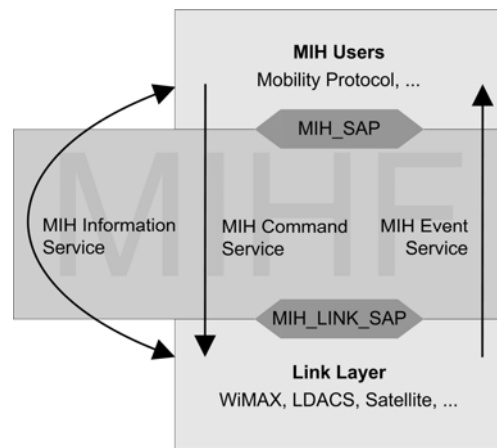 MIH Users
Mobility Protocol, ...
MIH_SAP
MIHF
MIH Information
Service
MIH Command
Service
MIH Event
Service
MIH_LINK_SAP
Link Layer
WiMAX, LDACS, Satellite, ...